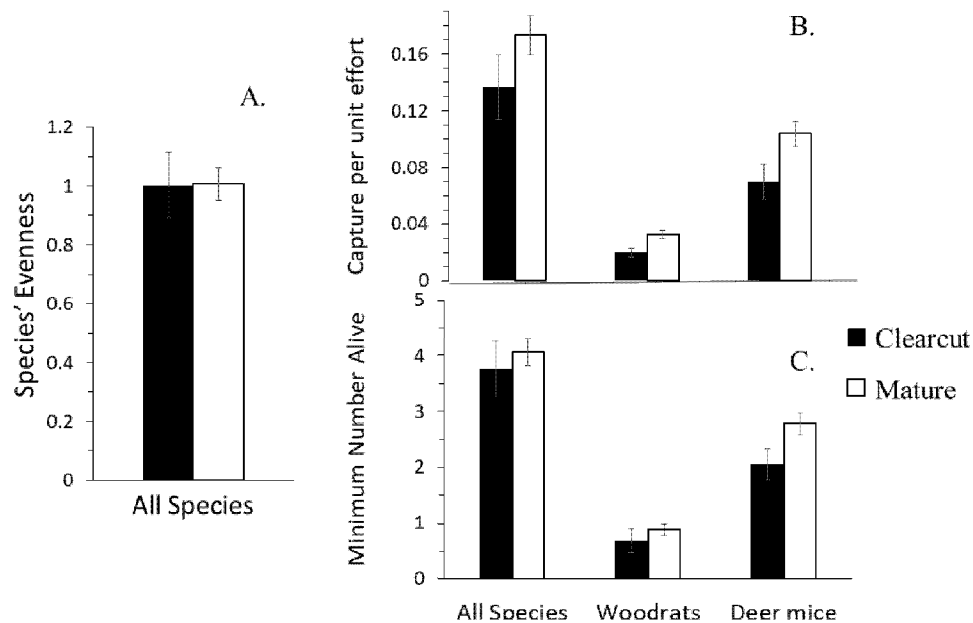 A.
Species' Evenness
1.2
1
0.8
0.6
0.4
0.2
0
All Species
B.
Capture per unit effort
0.16
0.12
0.08
0.04
0
C.
Minimum Number Alive
5
4
3
2
1
0
All Species Woodrats Deer mice
Clearcut
Mature